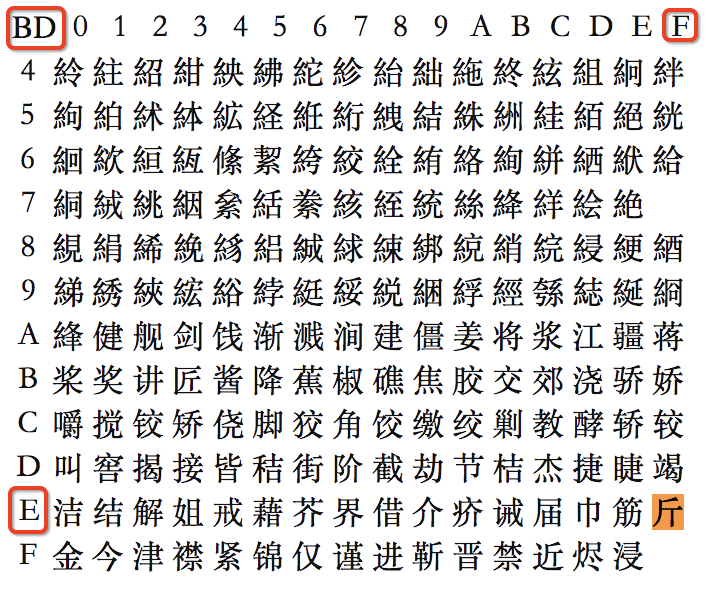 BD 0 1 2 3 4 5 6 7 8 9 A B C D E F
4 紷 紸 紹 紺 紻 紼 紽 紾 紿 絀 絁 終 絃 組 絅 絆
5 絇 絈 絉 絊 絋 経 絍 絎 絏 結 絑 絒 絓 絔 絕 絖
6 絗 絘 絙 絚 絛 絜 絝 絞 絟 絠 絡 絢 絣 絤 絥 給
7 絧 絨 絩 絪 絫 絬 絭 絯 絰 統 絲 絳 絴 絵 絶
8 絸 絹 絺 絻 絼 絽 絾 絿 綀 綁 綂 綃 綄 綅 綆 綇
9 綈 綉 綊 綋 綌 綍 綎 綏 綐 綑 綒 經 綔 綕 綖 綗
A 綘 健 舰 剑 饯 渐 溅 涧 建 僵 姜 将 浆 江 疆 蒋
B 桨 奖 讲 匠 酱 降 蕉 椒 礁 焦 胶 交 郊 浇 骄 娇
C 嚼 搅 铰 矫 侥 脚 狡 角 饺 缴 绞 剿 教 酵 轿 较
D 叫 窖 揭 接 皆 秸 街 阶 截 劫 节 桔 杰 捷 睫 竭
E 洁 结 解 姐 戒 藉 芥 界 借 介 疥 诫 届 巾 筋 斤
F 金 今 津 襟 紧 锦 仅 谨 进 靳 晋 禁 近 烬 浸